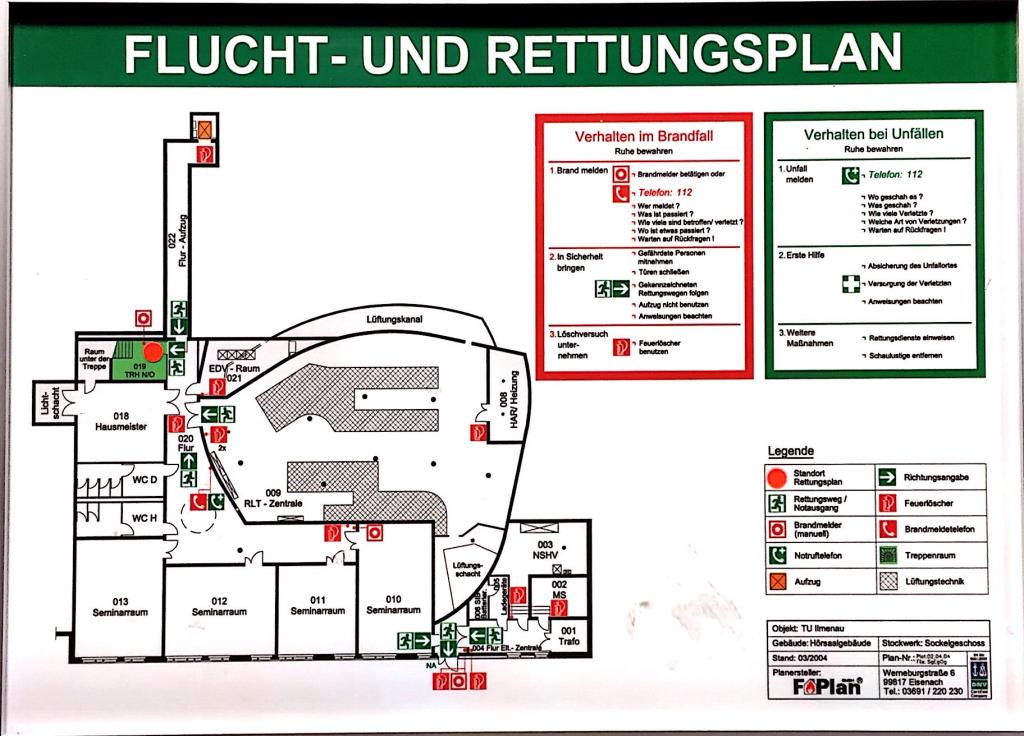 FLUCHT- UND RETTUNGSPLAN
022
Flur - Aufzug
Lüftungskanal
Raum
unter der
Treppe
019
TRH N/O
EDV - Raum
021
Licht-
schacht
018
Hausmeister
020
Flur
2x
008
HAR/ Heizung
WC D
WC H
009
RLT - Zentrale
Lüftungs-
schacht
003
NSHV
002
MS
005
Ladegeräte
001
Trafo
004 Flur Elt.- Zentrale
NA
013
Seminarraum
012
Seminarraum
011
Seminarraum
010
Seminarraum
Verhalten im Brandfall
Ruhe bewahren
1. Brand melden
¬ Brandmelder betätigen oder
¬ Telefon: 112
¬ Wer meldet ?
¬ Was ist passiert ?
¬ Wie viele sind betroffen/ verletzt ?
¬ Wo ist etwas passiert ?
¬ Warten auf Rückfragen !
2. In Sicherheit
bringen
¬ Gefährdete Personen
mitnehmen
¬ Türen schließen
¬ Gekennzeichneten
Rettungswegen folgen
¬ Aufzug nicht benutzen
¬ Anweisungen beachten
3. Löschversuch
unter-
nehmen
¬ Feuerlöscher
benutzen
Verhalten bei Unfällen
Ruhe bewahren
1. Unfall
melden
¬ Telefon: 112
¬ Wo geschah es ?
¬ Was geschah ?
¬ Wie viele Verletzte ?
¬ Welche Art von Verletzungen ?
¬ Warten auf Rückfragen !
2. Erste Hilfe
¬ Absicherung des Unfallortes
¬ Versorgung der Verletzten
¬ Anweisungen beachten
3. Weitere
Maßnahmen
¬ Rettungsdienste einweisen
¬ Schaulustige entfernen
Legende
Standort
Rettungsplan
Richtungsangabe
Rettungsweg /
Notausgang
Feuerlöscher
Brandmelder
(manuell)
Brandmeldetelefon
Notruftelefon
Treppenraum
Aufzug
Lüftungstechnik
Objekt: TU Ilmenau
Gebäude: Hörsaalgebäude
Stockwerk: Sockelgeschoss
Stand: 03/2004
Plan-Nr.:
Planersteller:
FiPlan®
Werneburgstraße 6
99817 Eisenach
Tel.: 03691 / 220 230
DNV